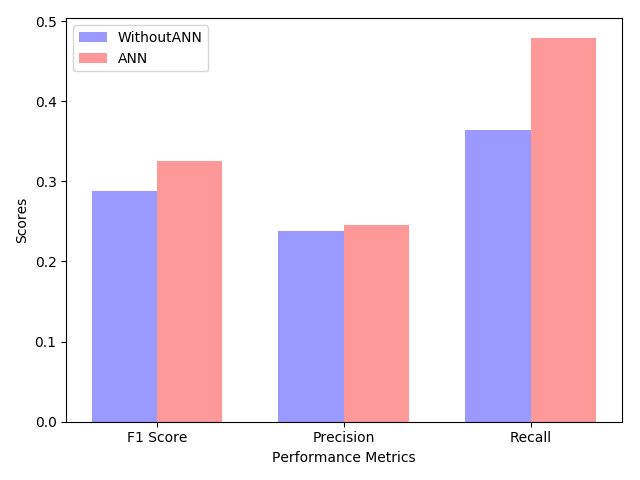 0.5
0.4
0.3
0.2
0.1
0.0
Scores
WithoutANN
ANN
F1 Score
Precision
Recall
Performance Metrics